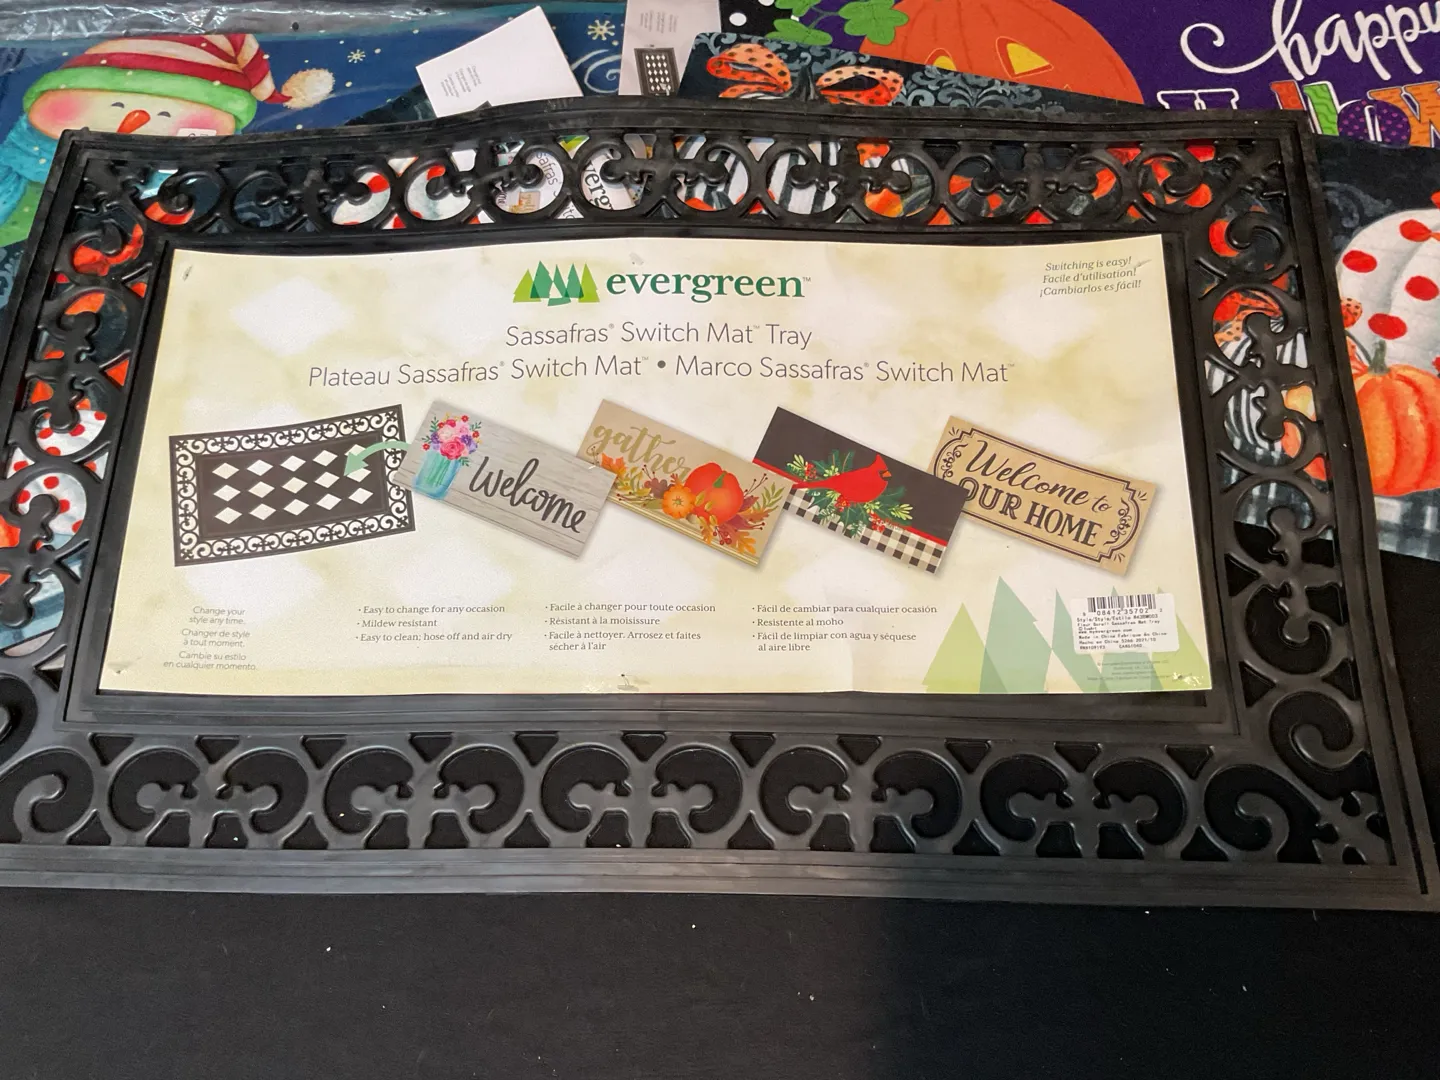 happy
evergreen™
Switching is easy!
Facile d'utilisation!
¡Cambiarlos es fácil!
Sassafras® Switch Mat™ Tray
Plateau Sassafras® Switch Mat™ • Marco Sassafras® Switch Mat™
Welcome
gather
Welcome to
OUR HOME
Change your
style any time.
Changer de style
à tout moment.
Cambie su estilo
en cualquier momento.
• Easy to change for any occasion
• Mildew resistant
• Easy to clean; hose off and air dry
• Facile à changer pour toute occasion
• Résistant à la moisissure
• Facile à nettoyer. Arrosez et faites
sécher à l'air
• Fácil de cambiar para cualquier ocasión
• Resistente al moho
• Fácil de limpiar con agua y séquese
al aire libre